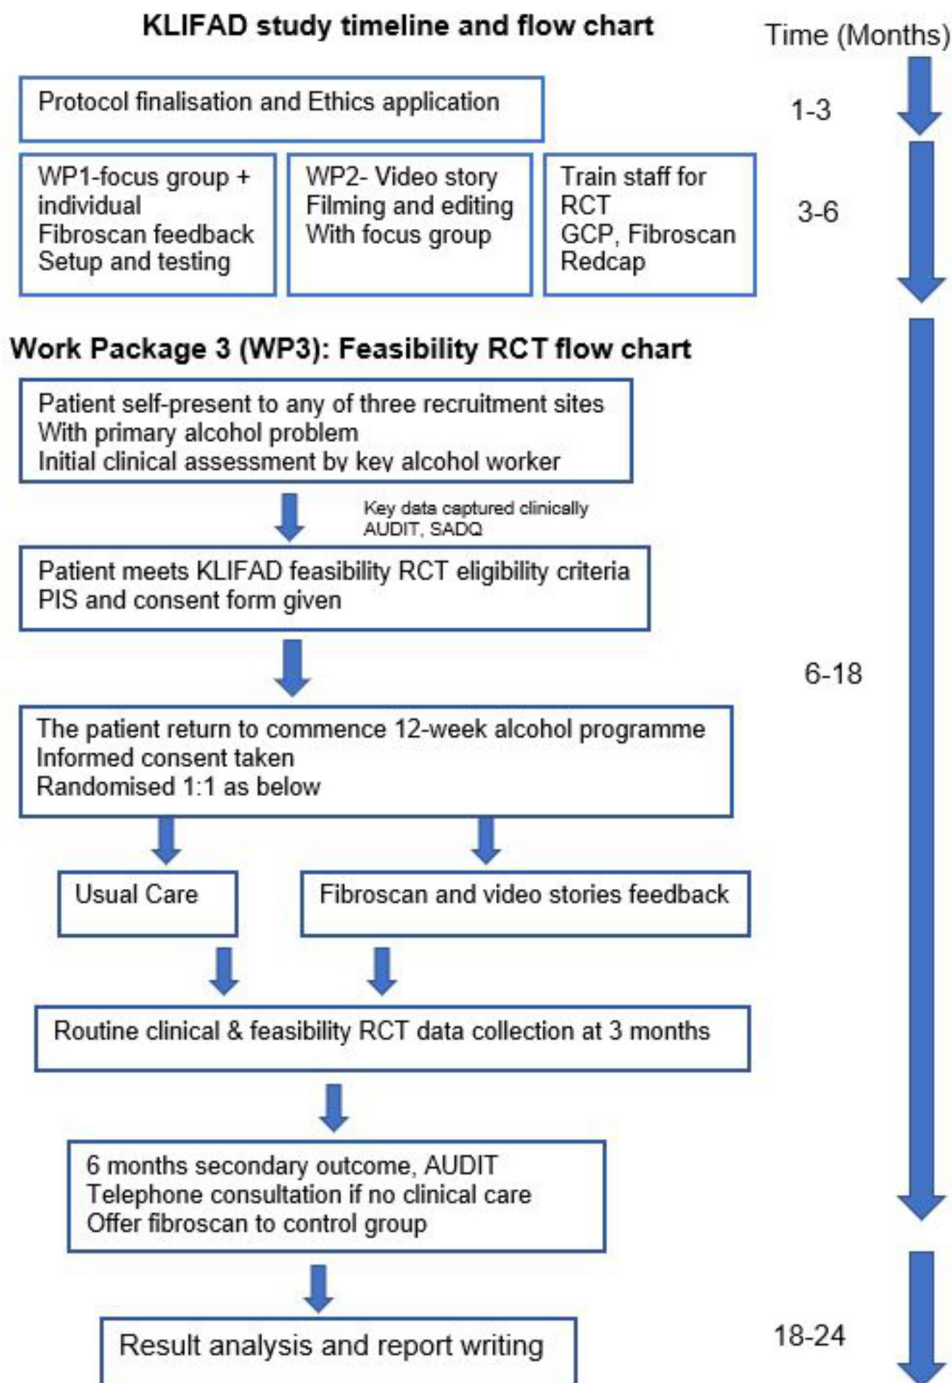 KLIFAD study timeline and flow chart
Time (Months)
Protocol finalisation and Ethics application
1-3
WP1-focus group +
individual
Fibroscan feedback
Setup and testing
WP2- Video story
Filming and editing
With focus group
Train staff for
RCT
GCP, Fibroscan
Redcap
3-6
Work Package 3 (WP3): Feasibility RCT flow chart
Patient self-present to any of three recruitment sites
With primary alcohol problem
Initial clinical assessment by key alcohol worker
Key data captured clinically
AUDIT, SADQ
Patient meets KLIFAD feasibility RCT eligibility criteria
PIS and consent form given
6-18
The patient return to commence 12-week alcohol programme
Informed consent taken
Randomised 1:1 as below
Usual Care
Fibroscan and video stories feedback
Routine clinical & feasibility RCT data collection at 3 months
6 months secondary outcome, AUDIT
Telephone consultation if no clinical care
Offer fibroscan to control group
Result analysis and report writing
18-24